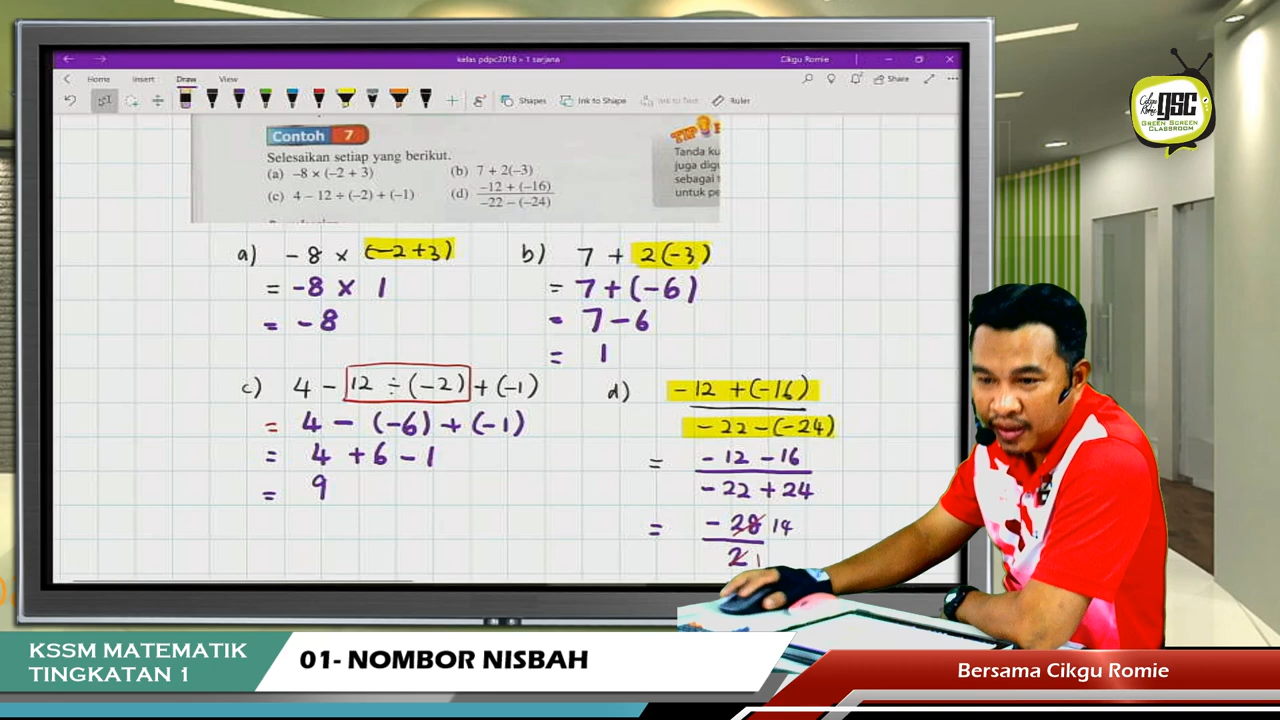 kelas pdpc2018 » 1 sarjana
Cikgu Romie
Home Insert Draw View
Share
Shapes Ink to Shape Ink to Text Ruler
Contoh 7
Selesaikan setiap yang berikut.
(a) –8 × (–2 + 3) (b) 7 + 2(–3)
(c) 4 – 12 ÷ (–2) + (–1) (d) –12 + (–16)
–22 – (–24)
TIP
Tanda ku
juga digu
sebagai
untuk pe
a) -8 × (-2+3)
= -8 × 1
= -8
b) 7 + 2(-3)
= 7+(-6)
= 7-6
= 1
c) 4 - 12 ÷ (-2) + (-1)
= 4 - (-6) + (-1)
= 4 +6 -1
= 9
d) -12 +(-16)
-22-(-24)
= -12 -16
-22 +24
= -28 14
2 1
Cikgu Romie GSC
GREEN SCREEN
CLASSROOM
KSSM MATEMATIK
TINGKATAN 1
01- NOMBOR NISBAH
Bersama Cikgu Romie